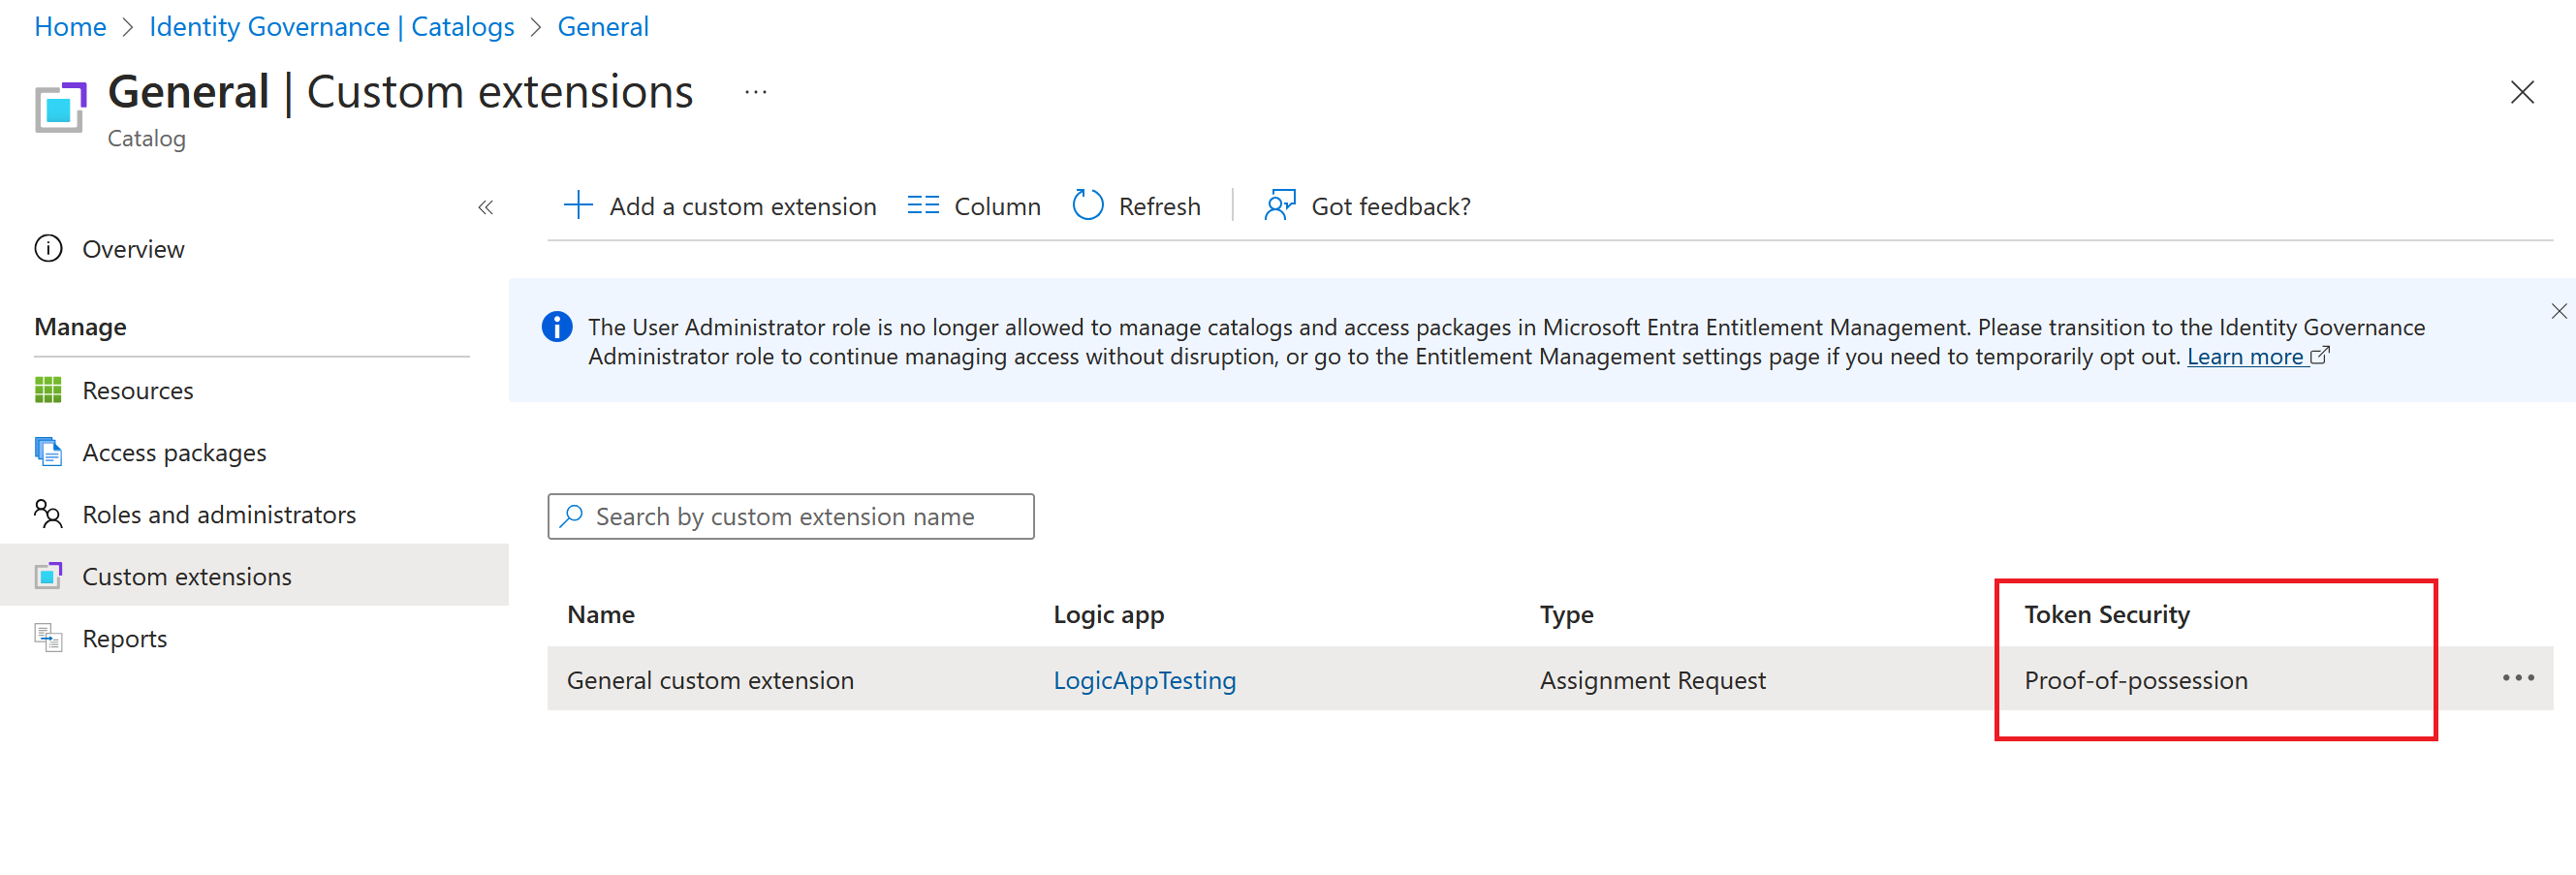 Home > Identity Governance | Catalogs > General
General | Custom extensions ...
Catalog
Add a custom extension Column Refresh Got feedback?
Overview
Manage
The User Administrator role is no longer allowed to manage catalogs and access packages in Microsoft Entra Entitlement Management. Please transition to the Identity Governance
Administrator role to continue managing access without disruption, or go to the Entitlement Management settings page if you need to temporarily opt out. Learn more
Resources
Access packages
Roles and administrators
Custom extensions
Reports
Search by custom extension name
Name Logic app Type Token Security
General custom extension LogicAppTesting Assignment Request Proof-of-possession